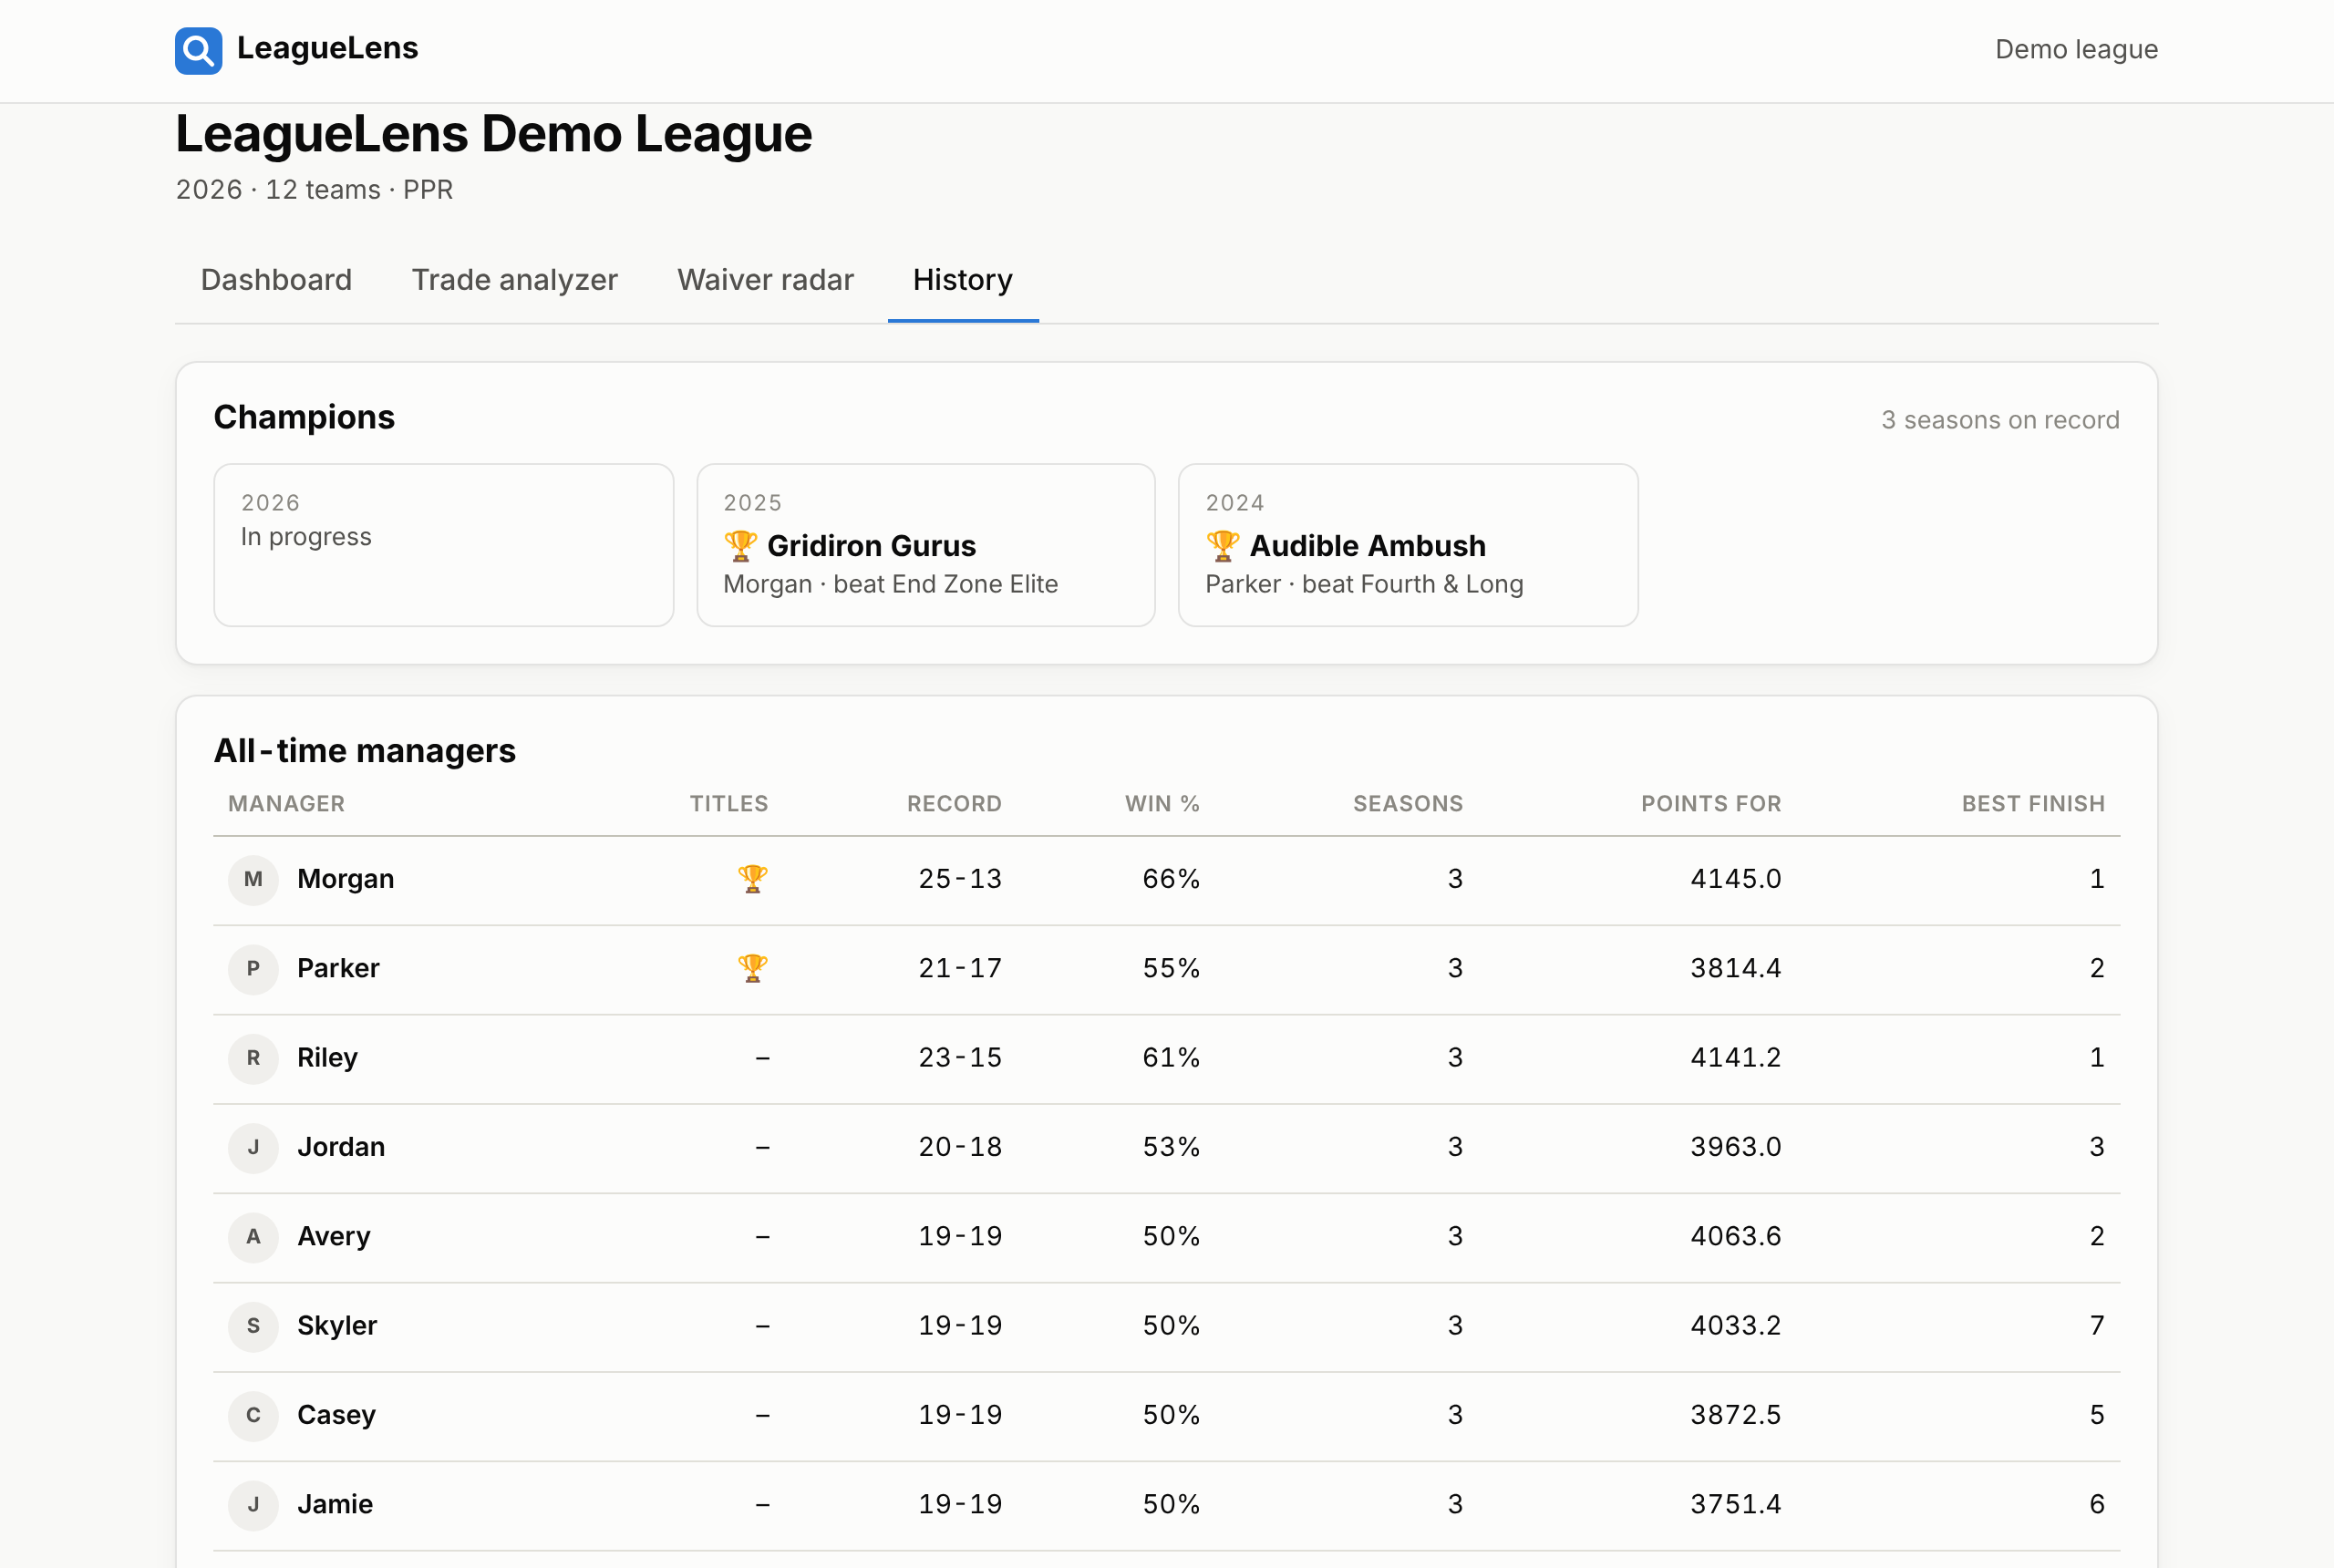 LeagueLens
Demo league
LeagueLens Demo League
2026 · 12 teams · PPR
Dashboard Trade analyzer Waiver radar History
Champions
3 seasons on record
2026
In progress
2025
🏆 Gridiron Gurus
Morgan · beat End Zone Elite
2024
🏆 Audible Ambush
Parker · beat Fourth & Long
All-time managers
MANAGER TITLES RECORD WIN % SEASONS POINTS FOR BEST FINISH
M Morgan 🏆 25-13 66% 3 4145.0 1
P Parker 🏆 21-17 55% 3 3814.4 2
R Riley – 23-15 61% 3 4141.2 1
J Jordan – 20-18 53% 3 3963.0 3
A Avery – 19-19 50% 3 4063.6 2
S Skyler – 19-19 50% 3 4033.2 7
C Casey – 19-19 50% 3 3872.5 5
J Jamie – 19-19 50% 3 3751.4 6